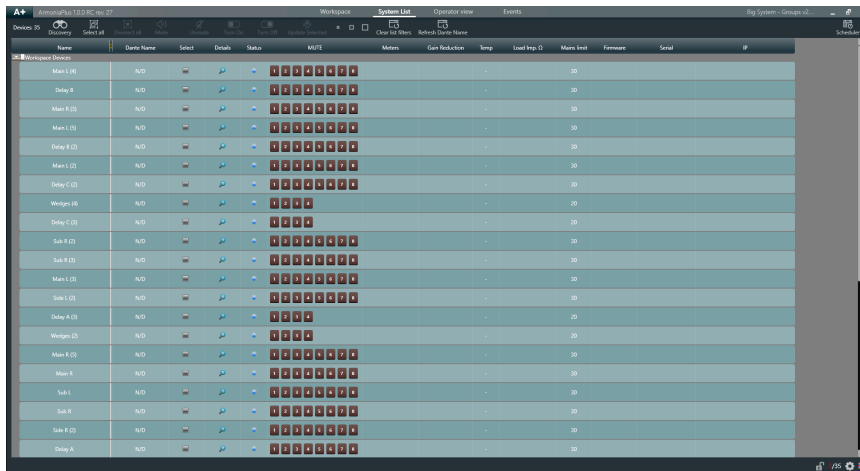 A+ ArmoniaPlus 1.0.0 RC rev. 27 Workspace System List Operator view Events Big System – Groups v2...
Devices: 35 Discovery Select all Deselect all Mute Unmute Turn On Turn Off Update Selected Clear list filters Refresh Dante Name Scheduler
Name Dante Name Select Details Status MUTE Meters Gain Reduction Temp Load Imp. Ω Mains limit Firmware Serial IP
Workspace Devices
Main L (4) N/D 1 2 3 4 5 6 7 8 - 30
Delay B N/D 1 2 3 4 5 6 7 8 - 30
Main R (3) N/D 1 2 3 4 5 6 7 8 - 30
Main L (5) N/D 1 2 3 4 5 6 7 8 - 30
Delay B (2) N/D 1 2 3 4 5 6 7 8 - 30
Main L (2) N/D 1 2 3 4 5 6 7 8 - 30
Delay C (2) N/D 1 2 3 4 5 6 7 8 - 30
Wedges (4) N/D 1 2 3 4 - 20
Delay C (3) N/D 1 2 3 4 - 20
Sub R (2) N/D 1 2 3 4 5 6 7 8 - 30
Sub R (3) N/D 1 2 3 4 5 6 7 8 - 30
Main L (3) N/D 1 2 3 4 5 6 7 8 - 30
Side L (2) N/D 1 2 3 4 5 6 7 8 - 30
Delay A (3) N/D 1 2 3 4 - 20
Wedges (2) N/D 1 2 3 4 - 20
Main R (5) N/D 1 2 3 4 5 6 7 8 - 30
Main R N/D 1 2 3 4 5 6 7 8 - 30
Sub L N/D 1 2 3 4 5 6 7 8 - 30
Sub R N/D 1 2 3 4 5 6 7 8 - 30
Side R (2) N/D 1 2 3 4 5 6 7 8 - 30
Delay A N/D 1 2 3 4 5 6 7 8 - 30
/35